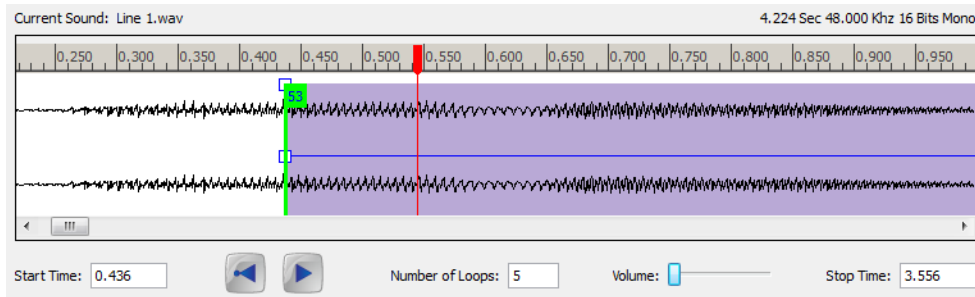 Current Sound: Line 1.wav 4.224 Sec 48.000 Khz 16 Bits Mono
0.250 0.300 0.350 0.400 0.450 0.500 0.550 0.600 0.650 0.700 0.750 0.800 0.850 0.900 0.950
53
Start Time: 0.436 Number of Loops: 5 Volume: Stop Time: 3.556